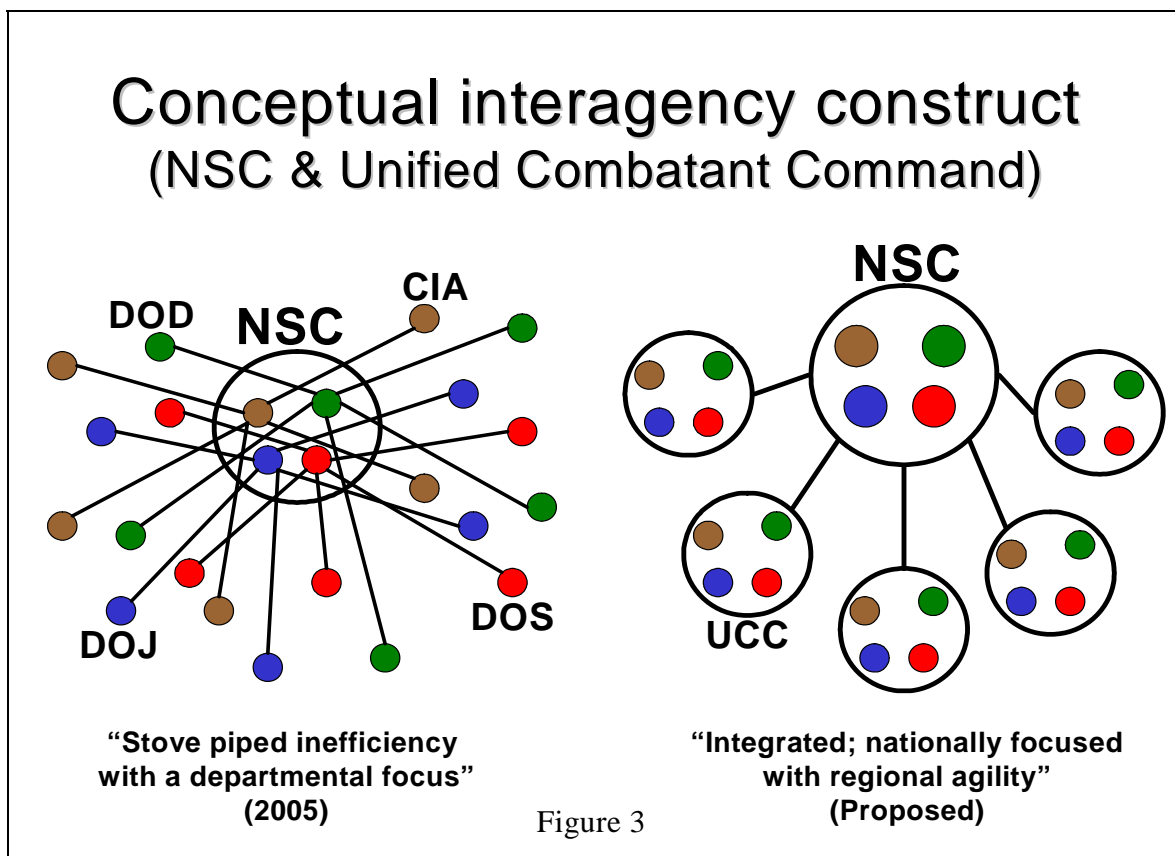 Conceptual interagency construct
(NSC & Unified Combatant Command)
CIA
DOD
NSC
DOJ
DOS
“Stove piped inefficiency
with a departmental focus”
(2005)
NSC
UCC
“Integrated; nationally focused
with regional agility”
(Proposed)
Figure 3